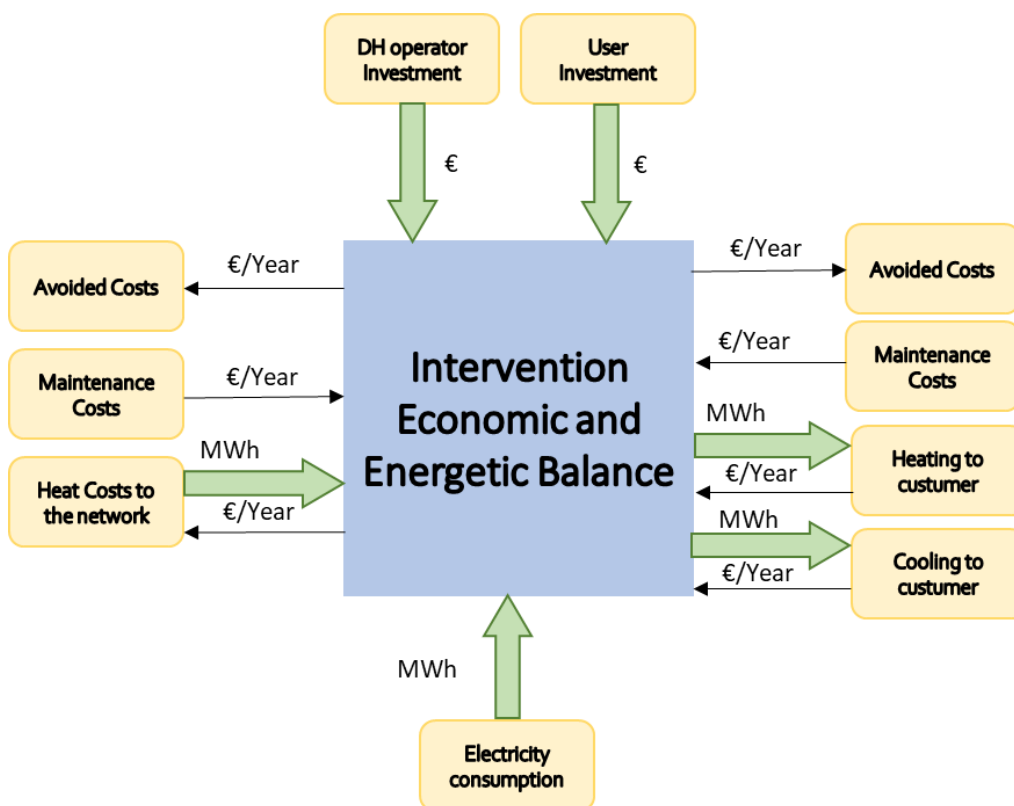 DH operator
Investment
User
Investment
€
€
Avoided Costs
€/Year
€/Year
Avoided Costs
Maintenance
Costs
€/Year
€/Year
Maintenance
Costs
Intervention
Economic and
Energetic Balance
Heat Costs to
the network
MWh
€/Year
MWh
€/Year
Heating to
custumer
MWh
€/Year
Cooling to
custumer
MWh
Electricity
consumption